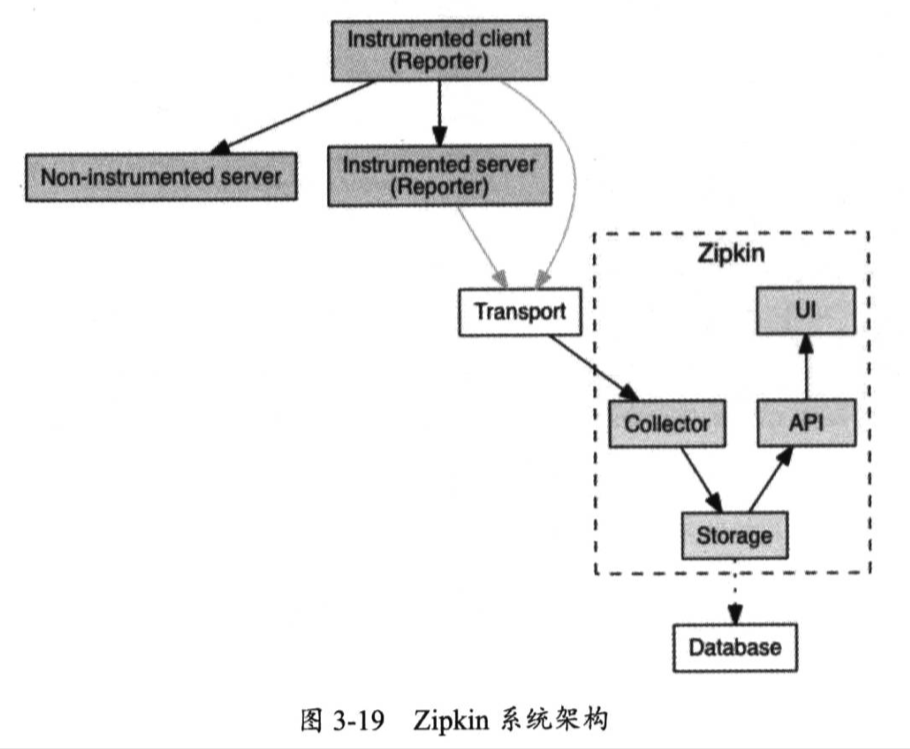 Instrumented client
(Reporter)
Non-instrumented server
Instrumented server
(Reporter)
Zipkin
Transport
UI
Collector
API
Storage
Database
图 3-19 Zipkin 系统架构